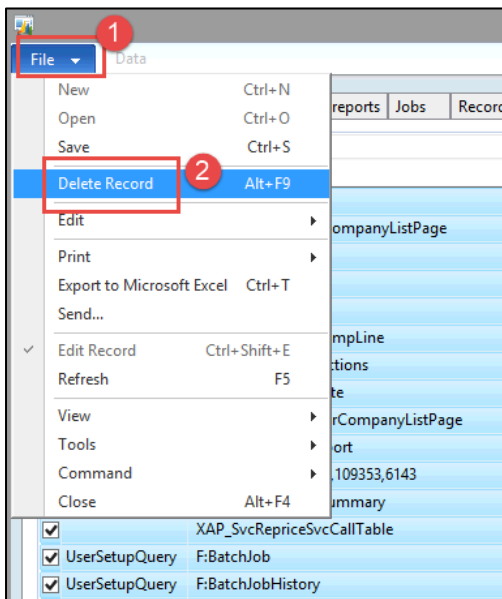 1
File Data
New Ctrl+N
Open Ctrl+O
reports Jobs Record
Save Ctrl+S
2
Delete Record Alt+F9
Edit
ompanyListPage
Print
Export to Microsoft Excel Ctrl+T
Send...
mpLine
Edit Record Ctrl+Shift+E
tions
Refresh F5
te
View
rCompanyListPage
Tools
ort
Command
,109353,6143
Close Alt+F4
ummary
XAP_SvcRepriceSvcCallTable
UserSetupQuery F:BatchJob
UserSetupQuery F:BatchJobHistory